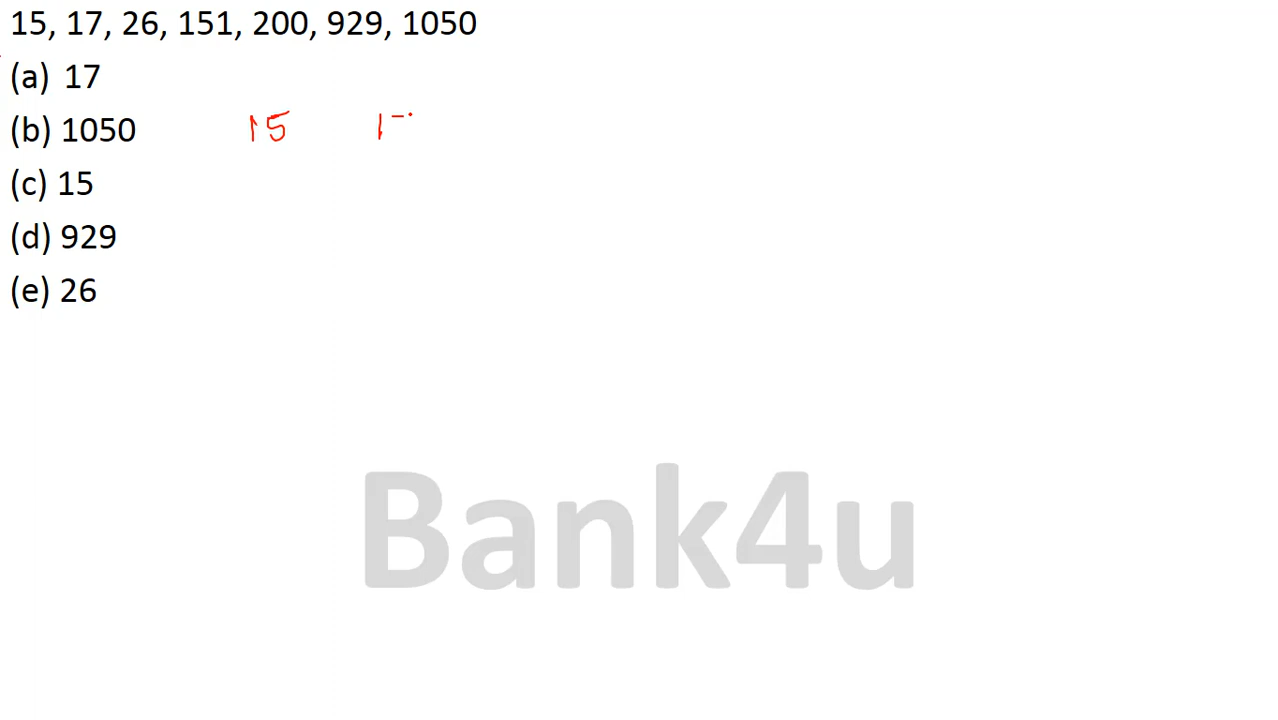 15, 17, 26, 151, 200, 929, 1050
(a) 17
(b) 1050 15
(c) 15
(d) 929
(e) 26
Bank4u